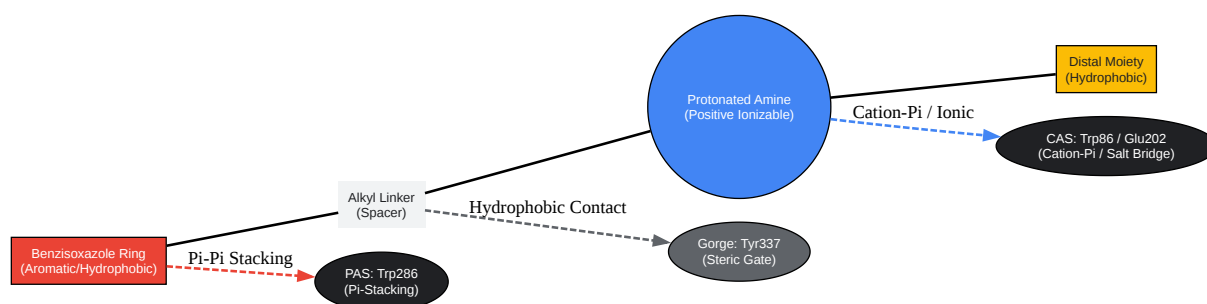 Distal Moiety
(Hydrophobic)
Protonated Amine
(Positive Ionizable)
Cation-Pi / Ionic
CAS: Trp86 / Glu202
(Cation-Pi / Salt Bridge)
Alkyl Linker
(Spacer)
Hydrophobic Contact
Benzisoxazole Ring
(Aromatic/Hydrophobic)
Pi-Pi Stacking
Gorge: Tyr337
(Steric Gate)
PAS: Trp286
(Pi-Stacking)